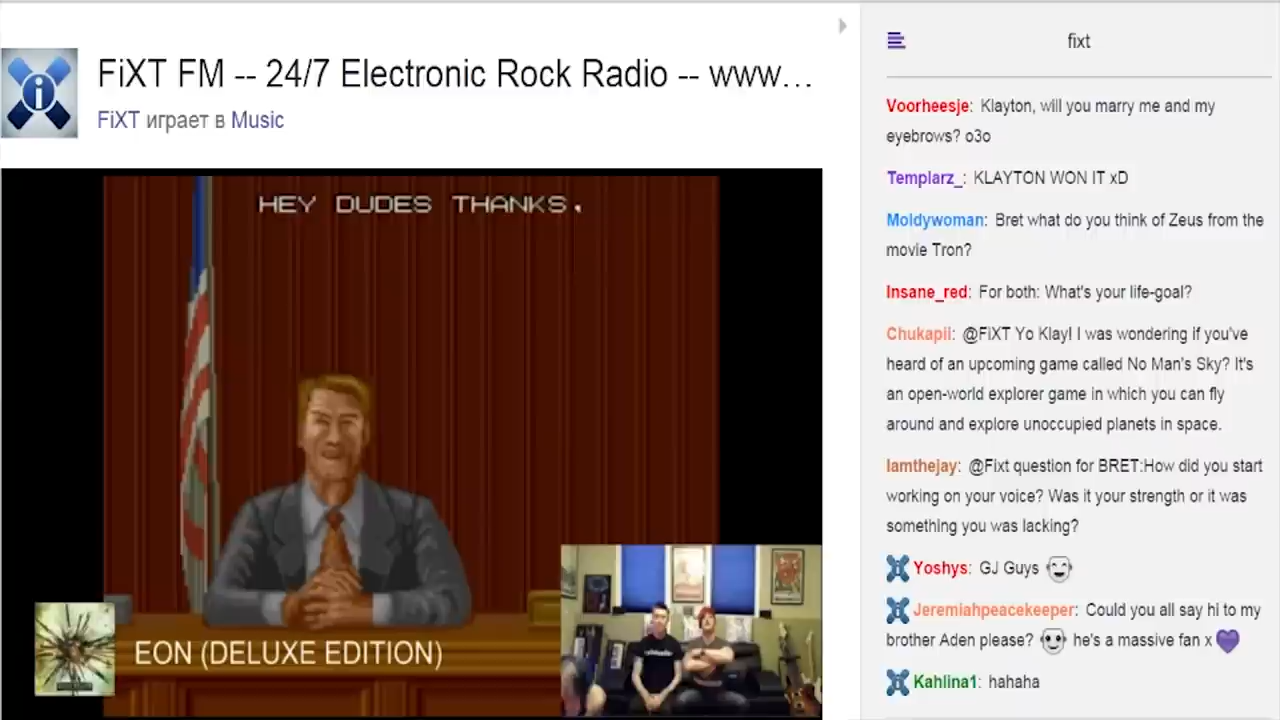 FiXT FM -- 24/7 Electronic Rock Radio -- www...
FiXT играет в Music
HEY DUDES THANKS.
EON (DELUXE EDITION)
fixt
Voorheesje: Klayton, will you marry me and my
eyebrows? o3o
Templarz_: KLAYTON WON IT xD
Moldywoman: Bret what do you think of Zeus from the
movie Tron?
Insane_red: For both: What's your life-goal?
Chukapii: @FiXT Yo Klay! I was wondering if you've
heard of an upcoming game called No Man's Sky? It's
an open-world explorer game in which you can fly
around and explore unoccupied planets in space.
Iamthejay: @Fixt question for BRET:How did you start
working on your voice? Was it your strength or it was
something you was lacking?
Yoshys: GJ Guys
Jeremiahpeacekeeper: Could you all say hi to my
brother Aden please? he's a massive fan x
Kahlina1: hahaha